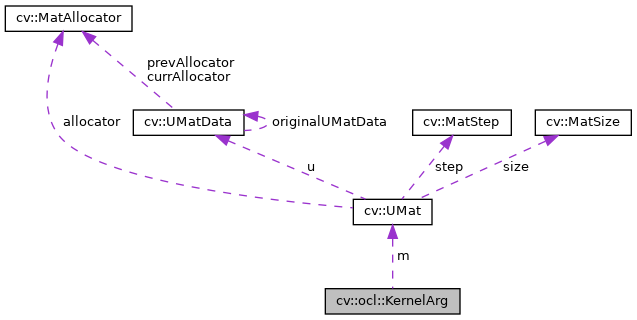 cv::MatAllocator
prevAllocator
currAllocator
allocator
cv::UMatData
originalUMatData
cv::MatStep
cv::MatSize
u
step
size
cv::UMat
m
cv::ocl::KernelArg